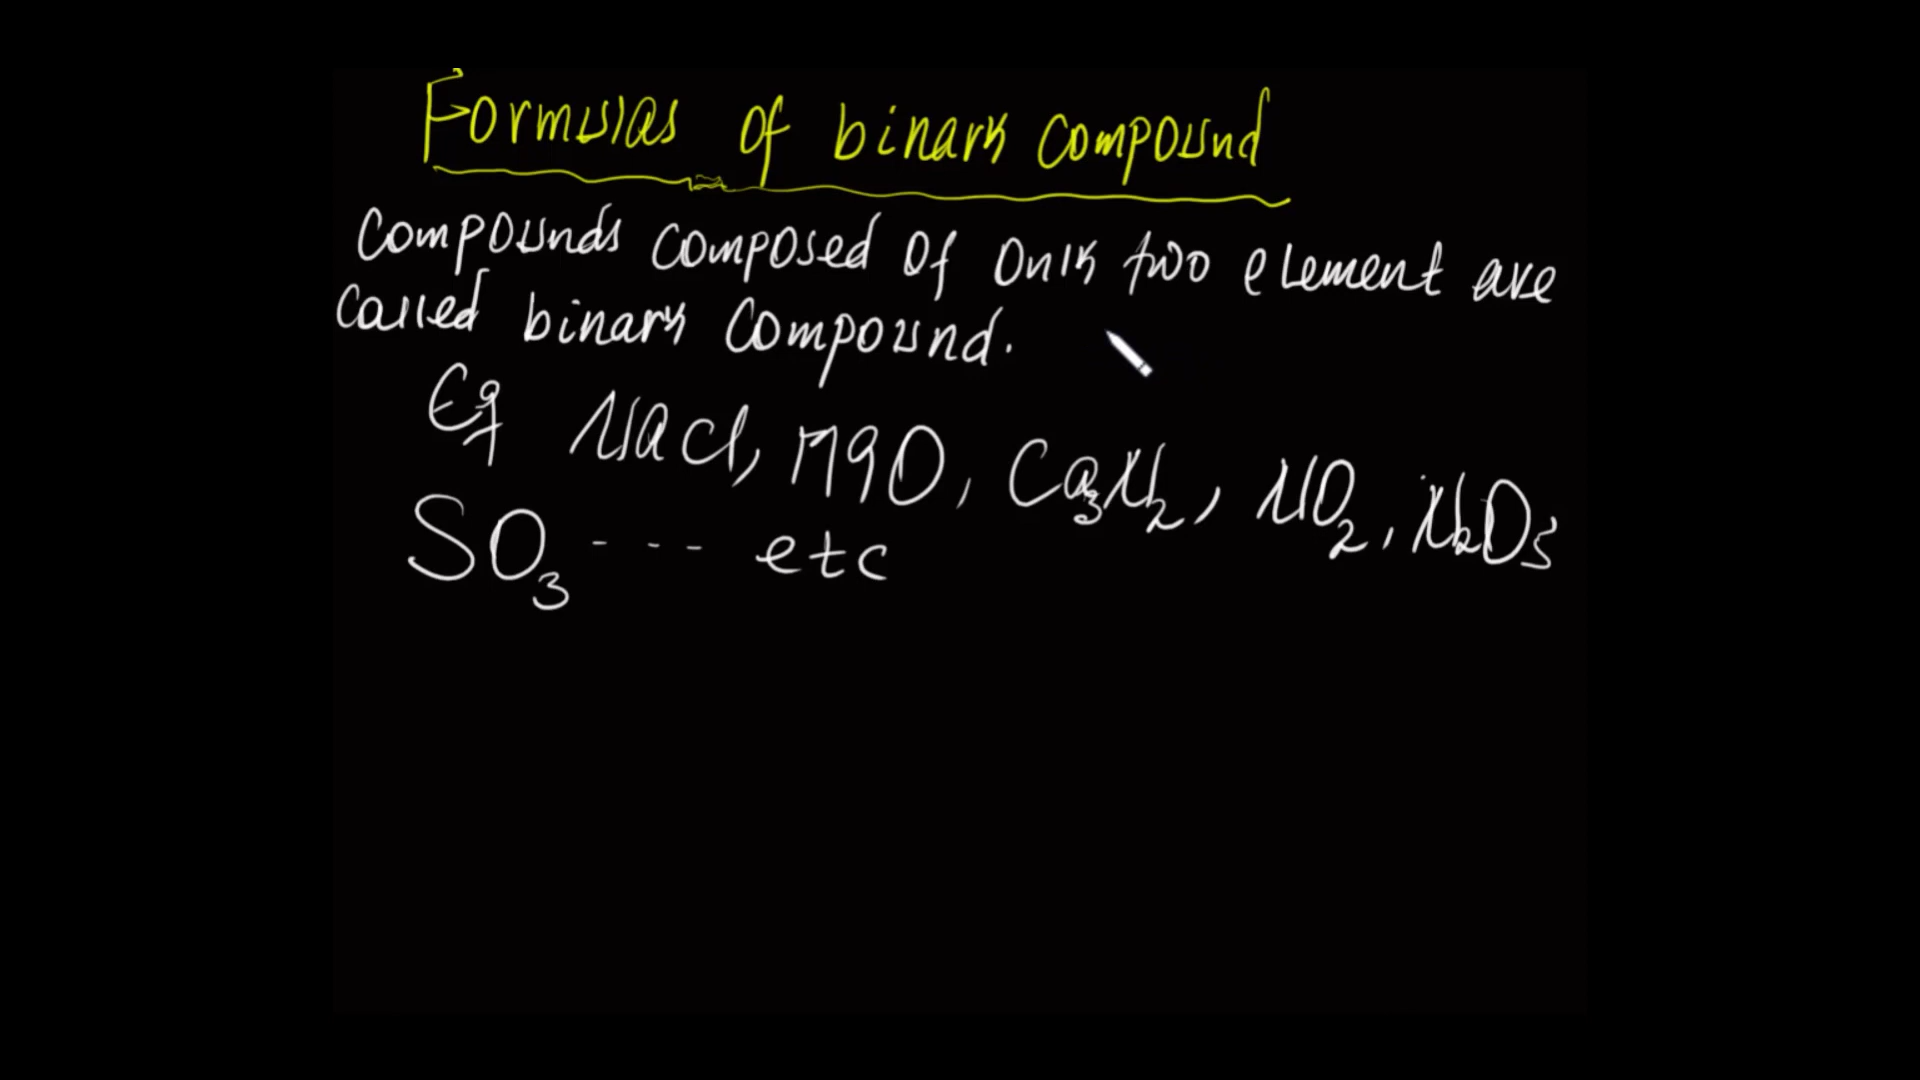 Formulas of binary compound
Compounds composed of only two element are
called binary compound.
Eg NaCl, MgO, Ca₃N₂, NO₂, N₂O₅
SO₃ --- etc